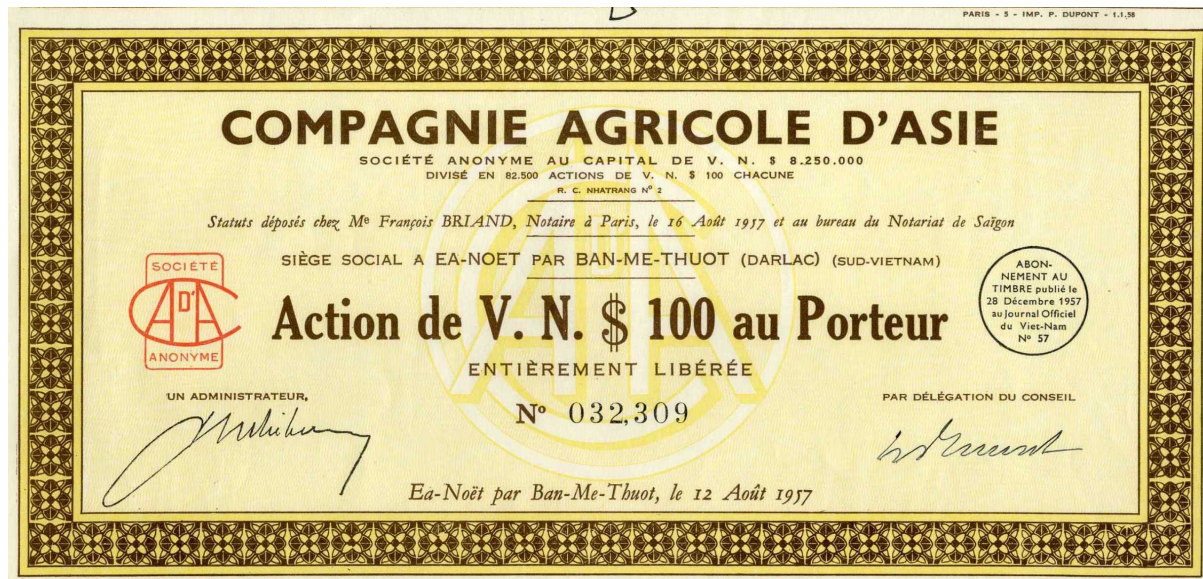 PARIS - 5 - IMP. P. DUPONT - 1.1.58
COMPAGNIE AGRICOLE D'ASIE
SOCIÉTÉ ANONYME AU CAPITAL DE V. N. $ 8.250.000
DIVISÉ EN 82.500 ACTIONS DE V. N. $ 100 CHACUNE
R. C. NHATRANG Nº 2
Statuts déposés chez Me François BRIAND, Notaire à Paris, le 16 Août 1957 et au bureau du Notariat de Saïgon
SIÈGE SOCIAL A EA-NOET PAR BAN-ME-THUOT (DARLAC) (SUD-VIETNAM)
SOCIÉTÉ
C D'A A
ANONYME
Action de V. N. $ 100 au Porteur
ABON-
NEMENT AU
TIMBRE publié le
28 Décembre 1957
au Journal Officiel
du Viet-Nam
Nº 57
ENTIÈREMENT LIBÉRÉE
UN ADMINISTRATEUR,
Nº 032,309
PAR DÉLÉGATION DU CONSEIL
Ea-Noët par Ban-Me-Thuot, le 12 Août 1957